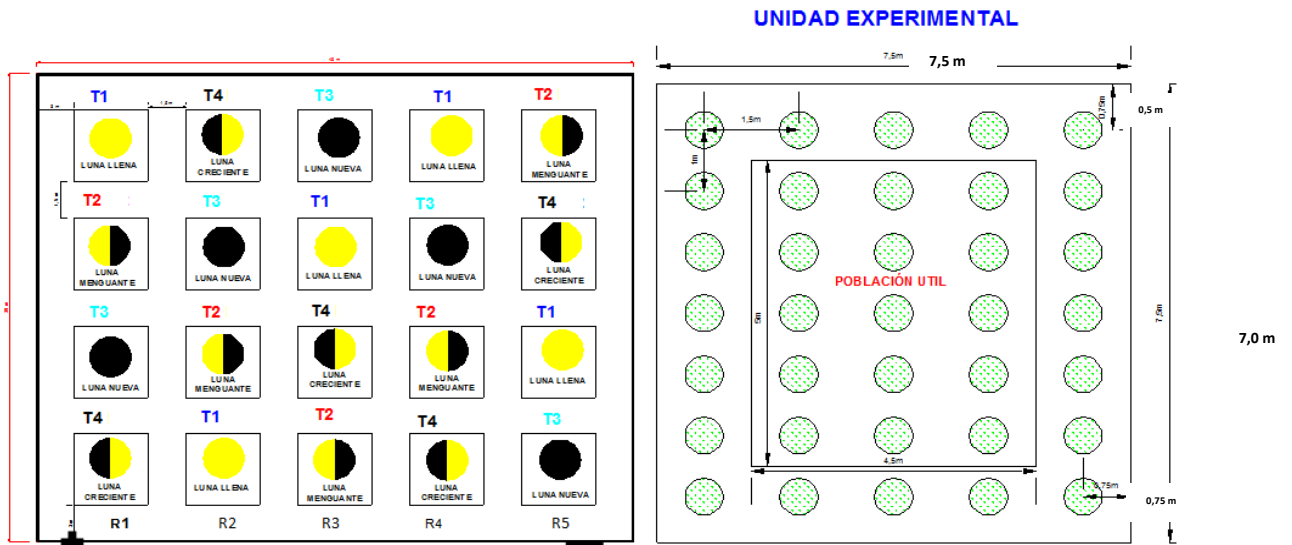 UNIDAD EXPERIMENTAL
T1
T4
T3
T1
T2
LUNA LLENA
LUNA
CRECIENTE
LUNA NUEVA
LUNA LLENA
LUNA
MENGUANTE
T2
T3
T1
T3
T4
LUNA
MENGUANTE
LUNA NUEVA
LUNA LLENA
LUNA NUEVA
LUNA
CRECIENTE
T3
T2
T4
T2
T1
LUNA NUEVA
LUNA
MENGUANTE
LUNA
CRECIENTE
LUNA
MENGUANTE
LUNA LLENA
T4
T1
T2
T4
T3
LUNA
CRECIENTE
LUNA LLENA
LUNA
MENGUANTE
LUNA
CRECIENTE
LUNA NUEVA
R1
R2
R3
R4
R5
7,5m
7,5 m
0,75m
0,5 m
1,5m
1m
POBLACIÓN UTIL
5m
7,5m
7,0 m
4,5m
0,75m
0,75 m